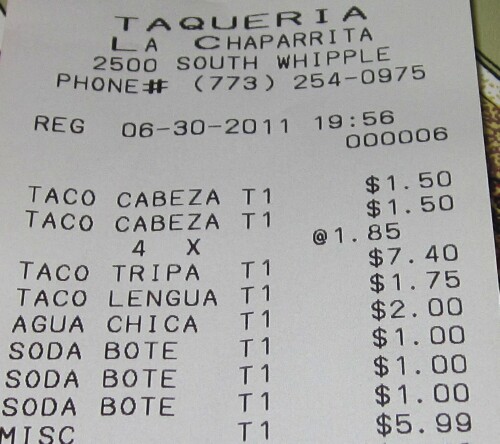 TAQUERIA
LA CHAPARRITA
2500 SOUTH WHIPPLE
PHONE# (773) 254-0975
REG 06-30-2011 19:56
000006
TACO CABEZA T1 $1.50
TACO CABEZA T1 $1.50
4 X @1.85
TACO TRIPA T1 $7.40
TACO LENGUA T1 $1.75
AGUA CHICA T1 $2.00
SODA BOTE T1 $1.00
SODA BOTE T1 $1.00
SODA BOTE T1 $1.00
MISC T1 $5.99